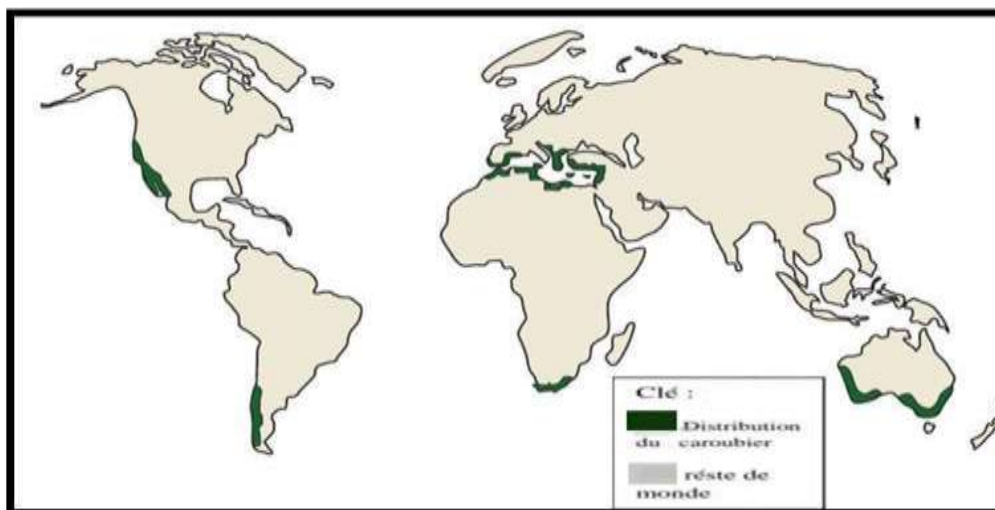 Clé :
Distribution
du caroubier
réste de
monde